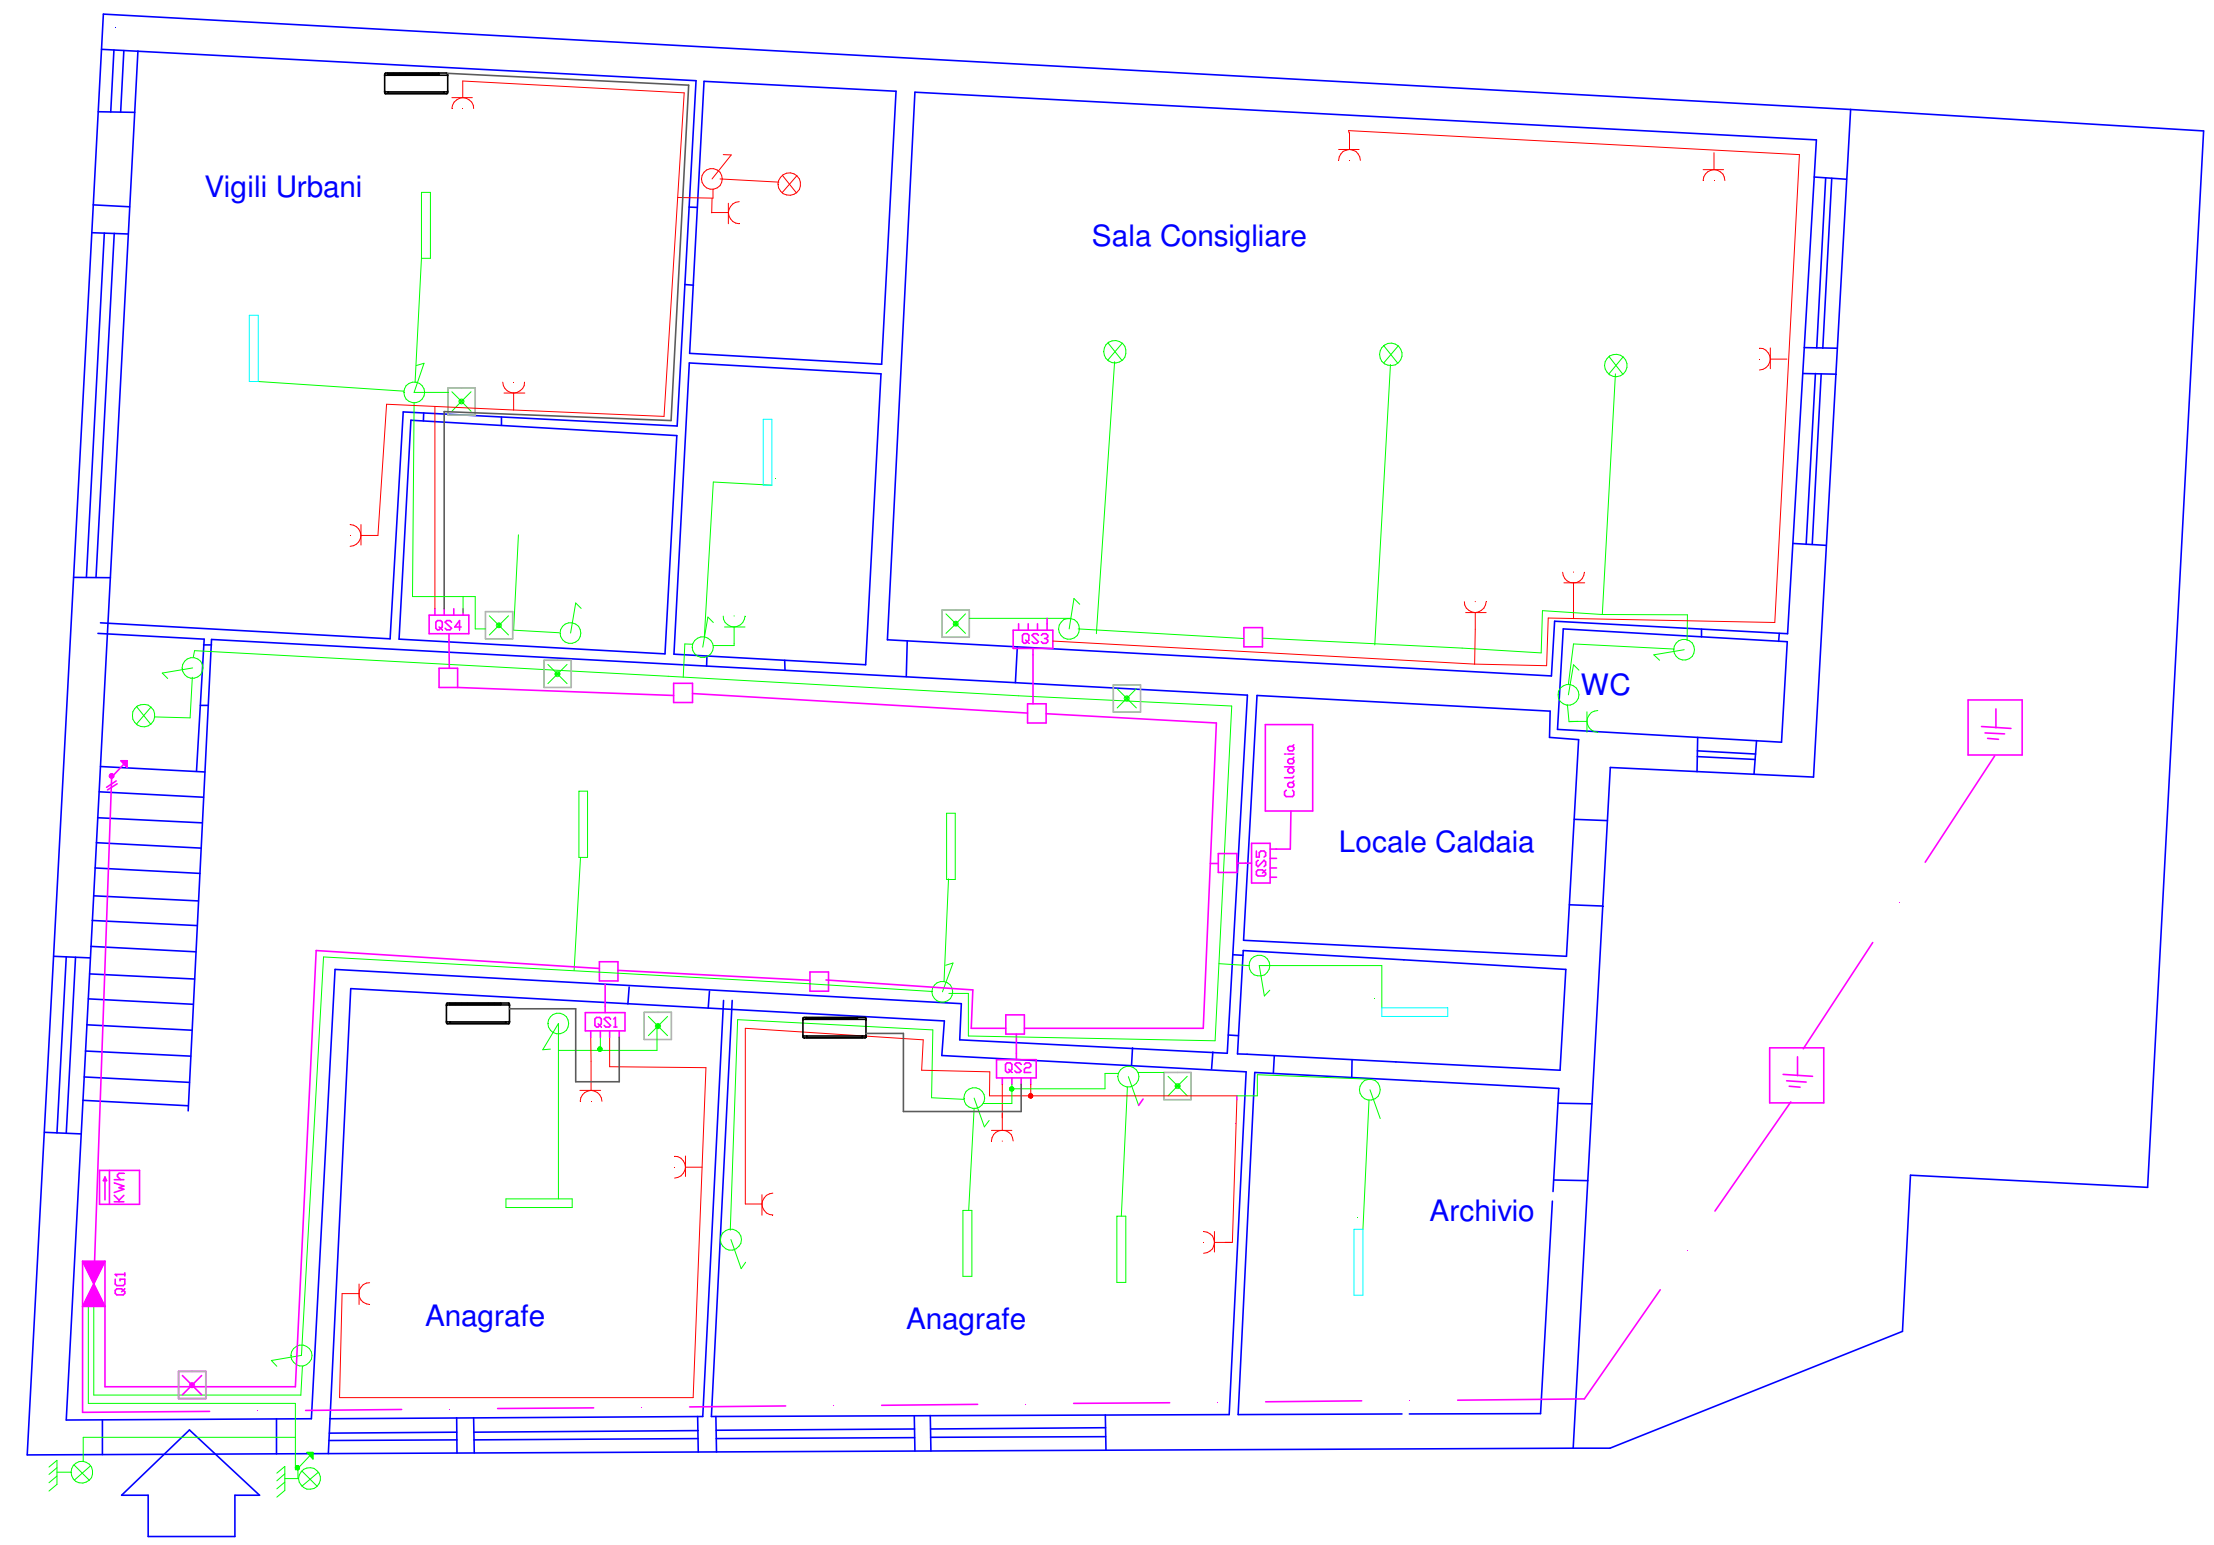 Vigili Urbani
Sala Consigliare
QS4
QS3
WC
Caldaia
Locale Caldaia
QS5
QS1
QS2
KWh
Archivio
QG1
Anagrafe
Anagrafe